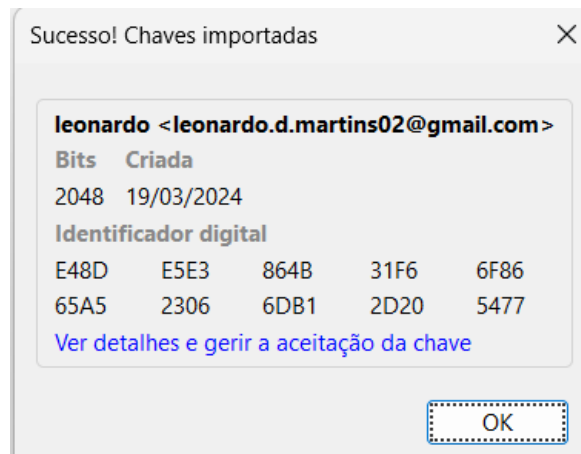 Sucesso! Chaves importadas
leonardo <leonardo.d.martins02@gmail.com>
Bits Criada
2048 19/03/2024
Identificador digital
E48D E5E3 864B 31F6 6F86
65A5 2306 6DB1 2D20 5477
Ver detalhes e gerir a aceitação da chave
OK